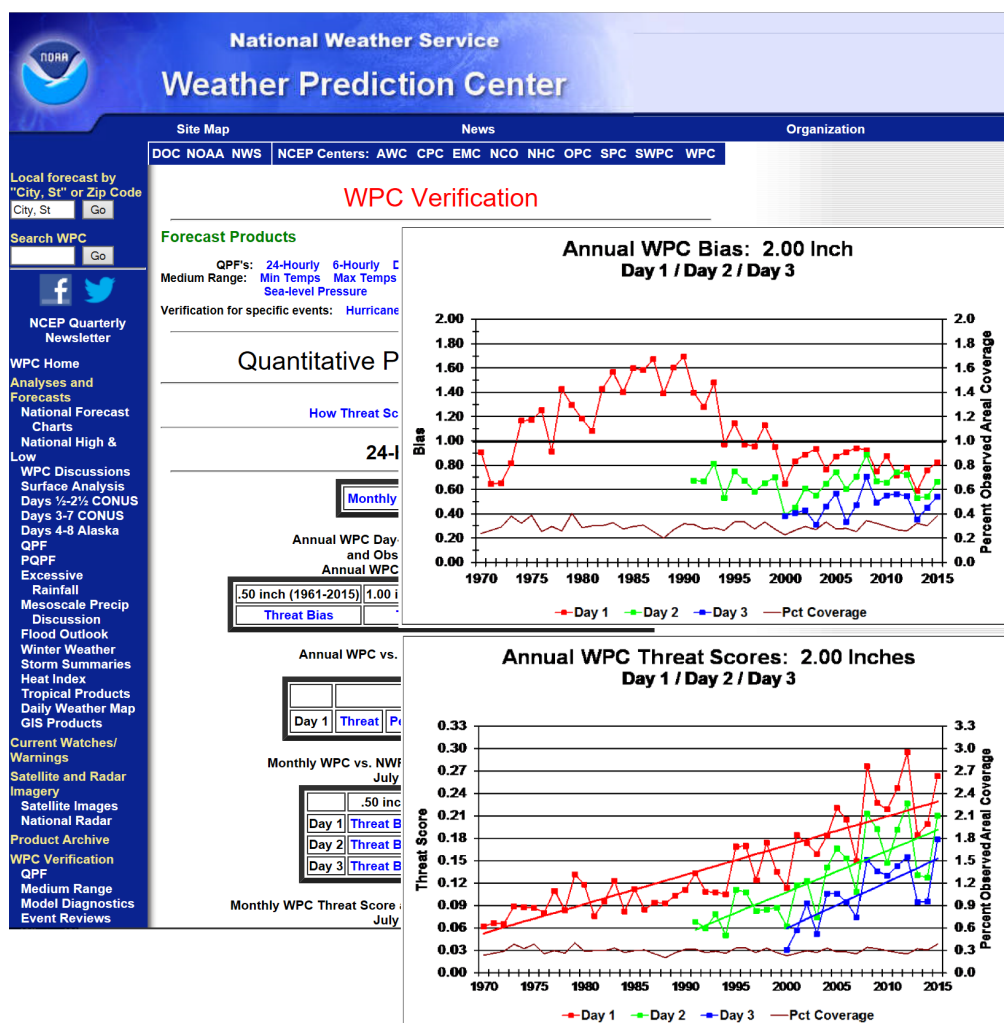 NOAA
National Weather Service
Weather Prediction Center
Site Map News Organization
DOC NOAA NWS NCEP Centers: AWC CPC EMC NCO NHC OPC SPC SWPC WPC
Local forecast by
"City, St" or Zip Code
City, St Go
Search WPC
Go
NCEP Quarterly
Newsletter
WPC Home
Analyses and
Forecasts
National Forecast
Charts
National High &
Low
WPC Discussions
Surface Analysis
Days ½-2½ CONUS
Days 3-7 CONUS
Days 4-8 Alaska
QPF
PQPF
Excessive
Rainfall
Mesoscale Precip
Discussion
Flood Outlook
Winter Weather
Storm Summaries
Heat Index
Tropical Products
Daily Weather Map
GIS Products
Current Watches/
Warnings
Satellite and Radar
Imagery
Satellite Images
National Radar
Product Archive
WPC Verification
QPF
Medium Range
Model Diagnostics
Event Reviews
WPC Verification
Forecast Products
QPF's: 24-Hourly 6-Hourly
Medium Range: Min Temps Max Temps
Sea-level Pressure
Verification for specific events: Hurricane
Quantitative P
How Threat Sc
24-H
Monthly
Annual WPC Day
and Obs
Annual WPC
.50 inch (1961-2015) 1.00 i
Threat Bias
Annual WPC vs.
Day 1 Threat
Monthly WPC vs. NWP
July
.50 inc
Day 1 Threat B
Day 2 Threat B
Day 3 Threat B
Monthly WPC Threat Score
July
Annual WPC Bias: 2.00 Inch
Day 1 / Day 2 / Day 3
2.00 2.0
1.80 1.8
1.60 1.6
1.40 1.4
1.20 1.2
1.00 1.0
0.80 0.8
0.60 0.6
0.40 0.4
0.20 0.2
0.00 0.0
Bias
Percent Observed Areal Coverage
1970 1975 1980 1985 1990 1995 2000 2005 2010 2015
Day 1 Day 2 Day 3 Pct Coverage
Annual WPC Threat Scores: 2.00 Inches
Day 1 / Day 2 / Day 3
0.33 3.3
0.30 3.0
0.27 2.7
0.24 2.4
0.21 2.1
0.18 1.8
0.15 1.5
0.12 1.2
0.09 0.9
0.06 0.6
0.03 0.3
0.00 0.0
Threat Score
Percent Observed Areal Coverage
1970 1975 1980 1985 1990 1995 2000 2005 2010 2015
Day 1 Day 2 Day 3 Pct Coverage